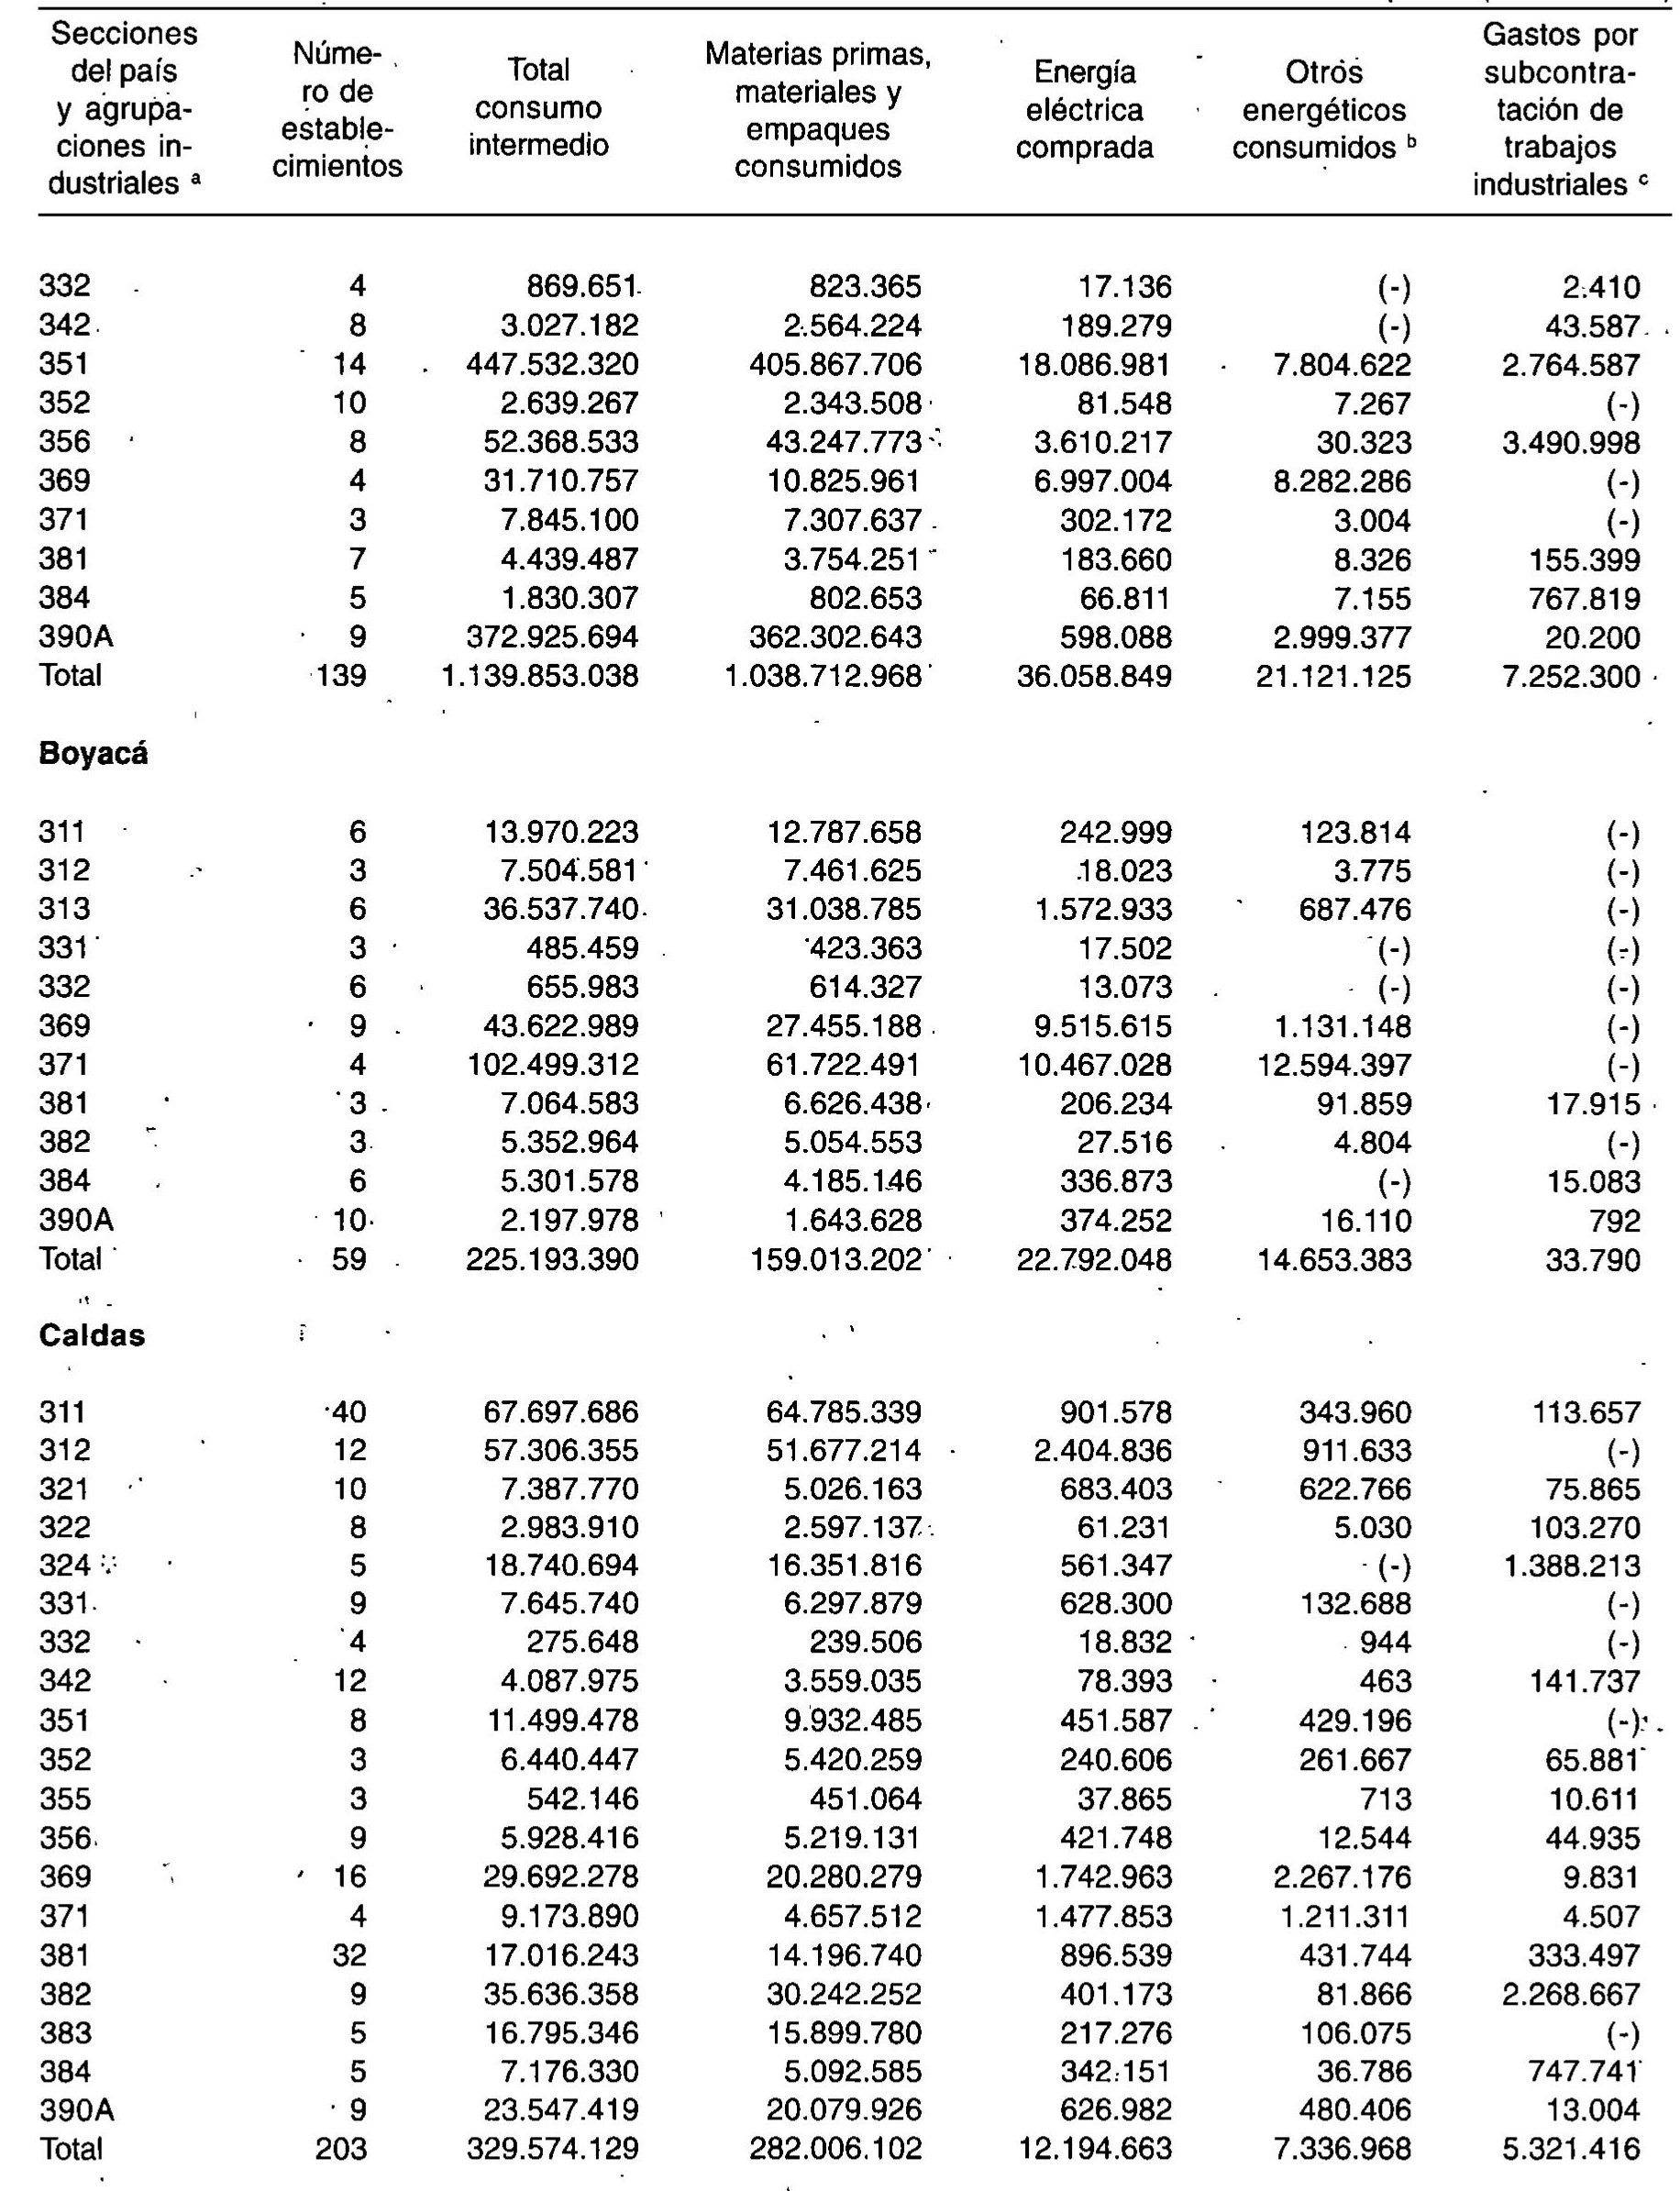 Secciones del país y agrupaciones industriales a | Número de establecimientos | Total consumo intermedio | Materias primas, materiales y empaques consumidos | Energía eléctrica comprada | Otros energéticos consumidos b | Gastos por subcontratación de trabajos industriales c
332 4 869.651 823.365 17.136 (-) 2.410
342 8 3.027.182 2.564.224 189.279 (-) 43.587
351 14 447.532.320 405.867.706 18.086.981 7.804.622 2.764.587
352 10 2.639.267 2.343.508 81.548 7.267 (-)
356 8 52.368.533 43.247.773 3.610.217 30.323 3.490.998
369 4 31.710.757 10.825.961 6.997.004 8.282.286 (-)
371 3 7.845.100 7.307.637 302.172 3.004 (-)
381 7 4.439.487 3.754.251 183.660 8.326 155.399
384 5 1.830.307 802.653 66.811 7.155 767.819
390A 9 372.925.694 362.302.643 598.088 2.999.377 20.200
Total 139 1.139.853.038 1.038.712.968 36.058.849 21.121.125 7.252.300
Boyacá
311 6 13.970.223 12.787.658 242.999 123.814 (-)
312 3 7.504.581 7.461.625 18.023 3.775 (-)
313 6 36.537.740 31.038.785 1.572.933 687.476 (-)
331 3 485.459 423.363 17.502 (-) (-)
332 6 655.983 614.327 13.073 (-) (-)
369 9 43.622.989 27.455.188 9.515.615 1.131.148 (-)
371 4 102.499.312 61.722.491 10.467.028 12.594.397 (-)
381 3 7.064.583 6.626.438 206.234 91.859 17.915
382 3 5.352.964 5.054.553 27.516 4.804 (-)
384 6 5.301.578 4.185.146 336.873 (-) 15.083
390A 10 2.197.978 1.643.628 374.252 16.110 792
Total 59 225.193.390 159.013.202 22.792.048 14.653.383 33.790
Caldas
311 40 67.697.686 64.785.339 901.578 343.960 113.657
312 12 57.306.355 51.677.214 2.404.836 911.633 (-)
321 10 7.387.770 5.026.163 683.403 622.766 75.865
322 8 2.983.910 2.597.137 61.231 5.030 103.270
324 5 18.740.694 16.351.816 561.347 (-) 1.388.213
331 9 7.645.740 6.297.879 628.300 132.688 (-)
332 4 275.648 239.506 18.832 944 (-)
342 12 4.087.975 3.559.035 78.393 463 141.737
351 8 11.499.478 9.932.485 451.587 429.196 (-)
352 3 6.440.447 5.420.259 240.606 261.667 65.881
355 3 542.146 451.064 37.865 713 10.611
356 9 5.928.416 5.219.131 421.748 12.544 44.935
369 16 29.692.278 20.280.279 1.742.963 2.267.176 9.831
371 4 9.173.890 4.657.512 1.477.853 1.211.311 4.507
381 32 17.016.243 14.196.740 896.539 431.744 333.497
382 9 35.636.358 30.242.252 401.173 81.866 2.268.667
383 5 16.795.346 15.899.780 217.276 106.075 (-)
384 5 7.176.330 5.092.585 342.151 36.786 747.741
390A 9 23.547.419 20.079.926 626.982 480.406 13.004
Total 203 329.574.129 282.006.102 12.194.663 7.336.968 5.321.416